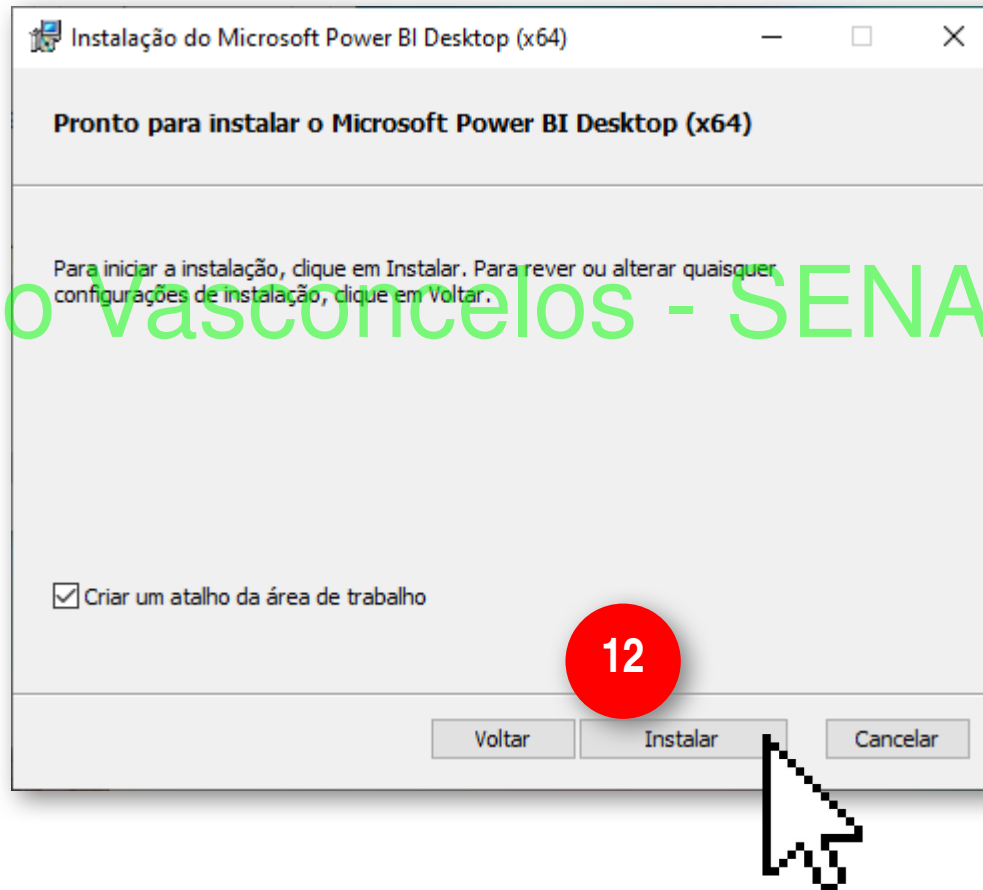 Instalação do Microsoft Power BI Desktop (x64)
Pronto para instalar o Microsoft Power BI Desktop (x64)
Para iniciar a instalação, clique em Instalar. Para rever ou alterar quaisquer
configurações de instalação, clique em Voltar.
o Vasconcelos - SENA
Criar um atalho da área de trabalho
12
Voltar Instalar Cancelar